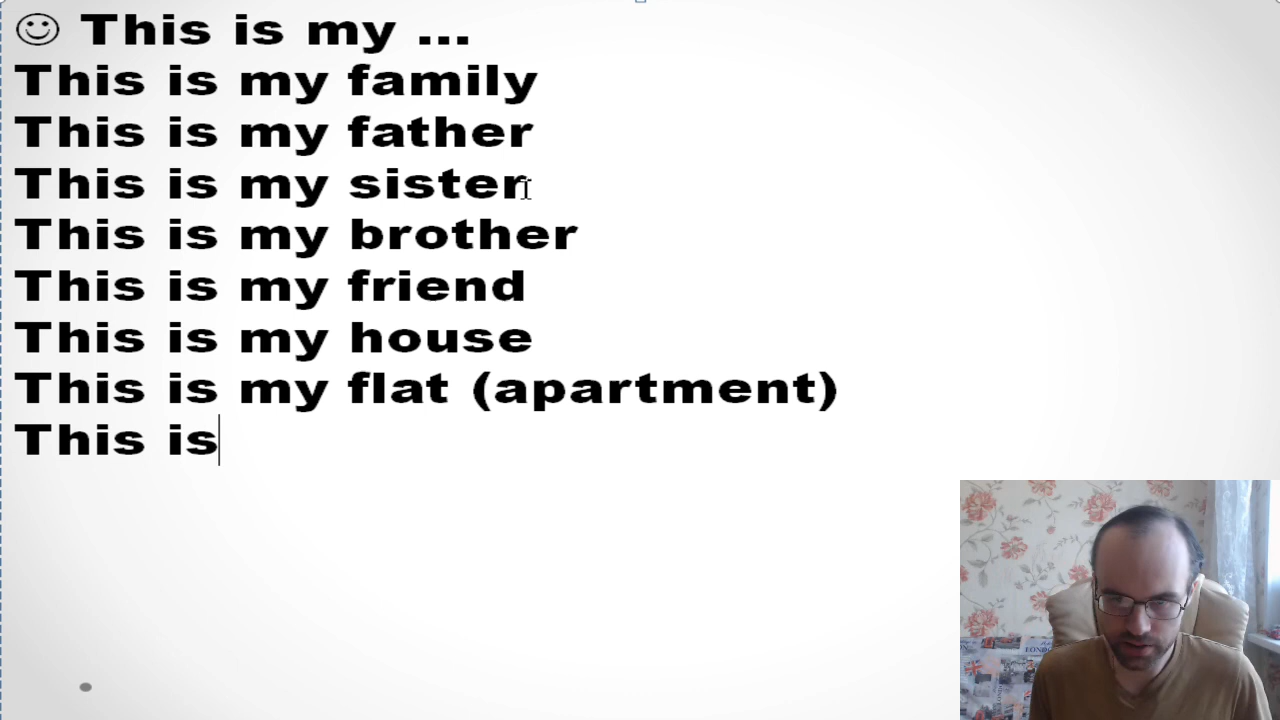 ☺ This is my ...
This is my family
This is my father
This is my sister
This is my brother
This is my friend
This is my house
This is my flat (apartment)
This is
LONDON